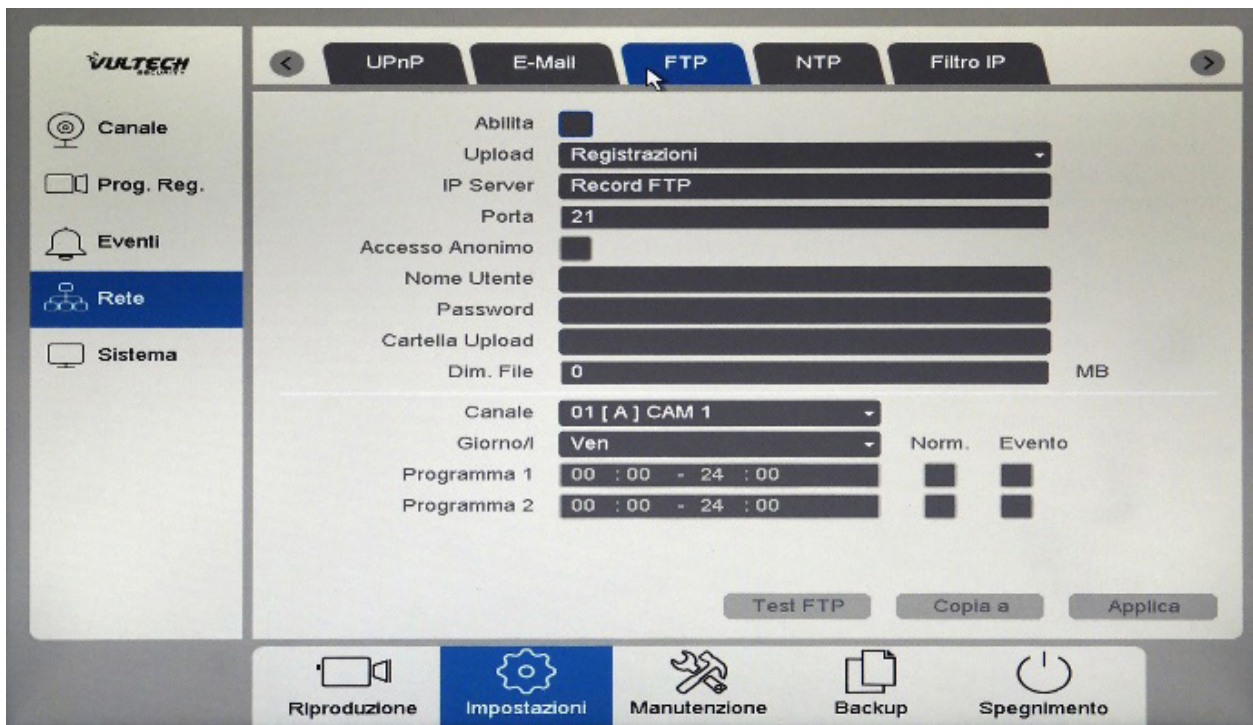 VULTECH
SECURITY
UPnP E-Mail FTP NTP Filtro IP
Canale
Prog. Reg.
Eventi
Rete
Sistema
Abilita
Upload Registrazioni
IP Server Record FTP
Porta 21
Accesso Anonimo
Nome Utente
Password
Cartella Upload
Dim. File 0 MB
Canale 01 [ A ] CAM 1
Giorno/i Ven Norm. Evento
Programma 1 00 : 00 - 24 : 00
Programma 2 00 : 00 - 24 : 00
Test FTP Copia a Applica
Riproduzione Impostazioni Manutenzione Backup Spegnimento